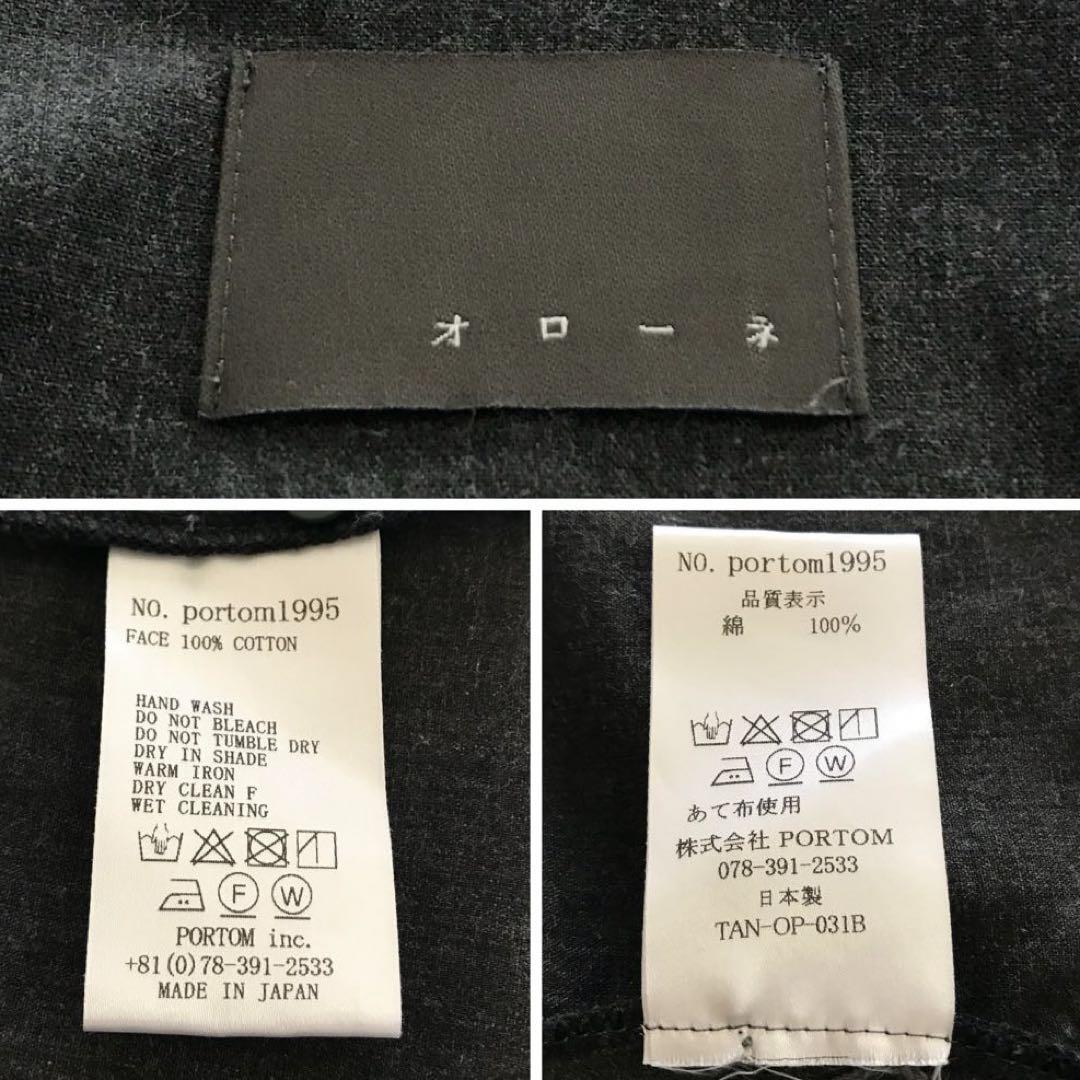 オローネ
NO. portom1995
FACE 100% COTTON
HAND WASH
DO NOT BLEACH
DO NOT TUMBLE DRY
DRY IN SHADE
WARM IRON
DRY CLEAN F
WET CLEANING
F W
PORTOM inc.
+81(0)78-391-2533
MADE IN JAPAN
NO. portom1995
品質表示
綿 100%
F W
あて布使用
株式会社 PORTOM
078-391-2533
日本製
TAN-OP-031B